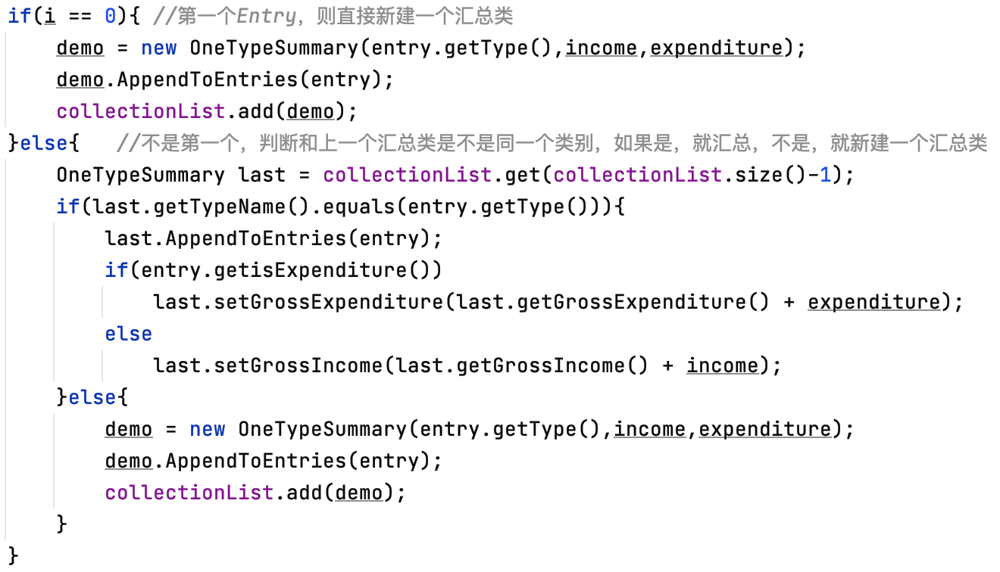 if(i == 0){ //第一个Entry，则直接新建一个汇总类
    demo = new OneTypeSummary(entry.getType(),income,expenditure);
    demo.AppendToEntries(entry);
    collectionList.add(demo);
}else{   //不是第一个，判断和上一个汇总类是不是同一个类别，如果是，就汇总，不是，就新建一个汇总类
    OneTypeSummary last = collectionList.get(collectionList.size()-1);
    if(last.getTypeName().equals(entry.getType())){
        last.AppendToEntries(entry);
        if(entry.getisExpenditure())
            last.setGrossExpenditure(last.getGrossExpenditure() + expenditure);
        else
            last.setGrossIncome(last.getGrossIncome() + income);
    }else{
        demo = new OneTypeSummary(entry.getType(),income,expenditure);
        demo.AppendToEntries(entry);
        collectionList.add(demo);
    }
}